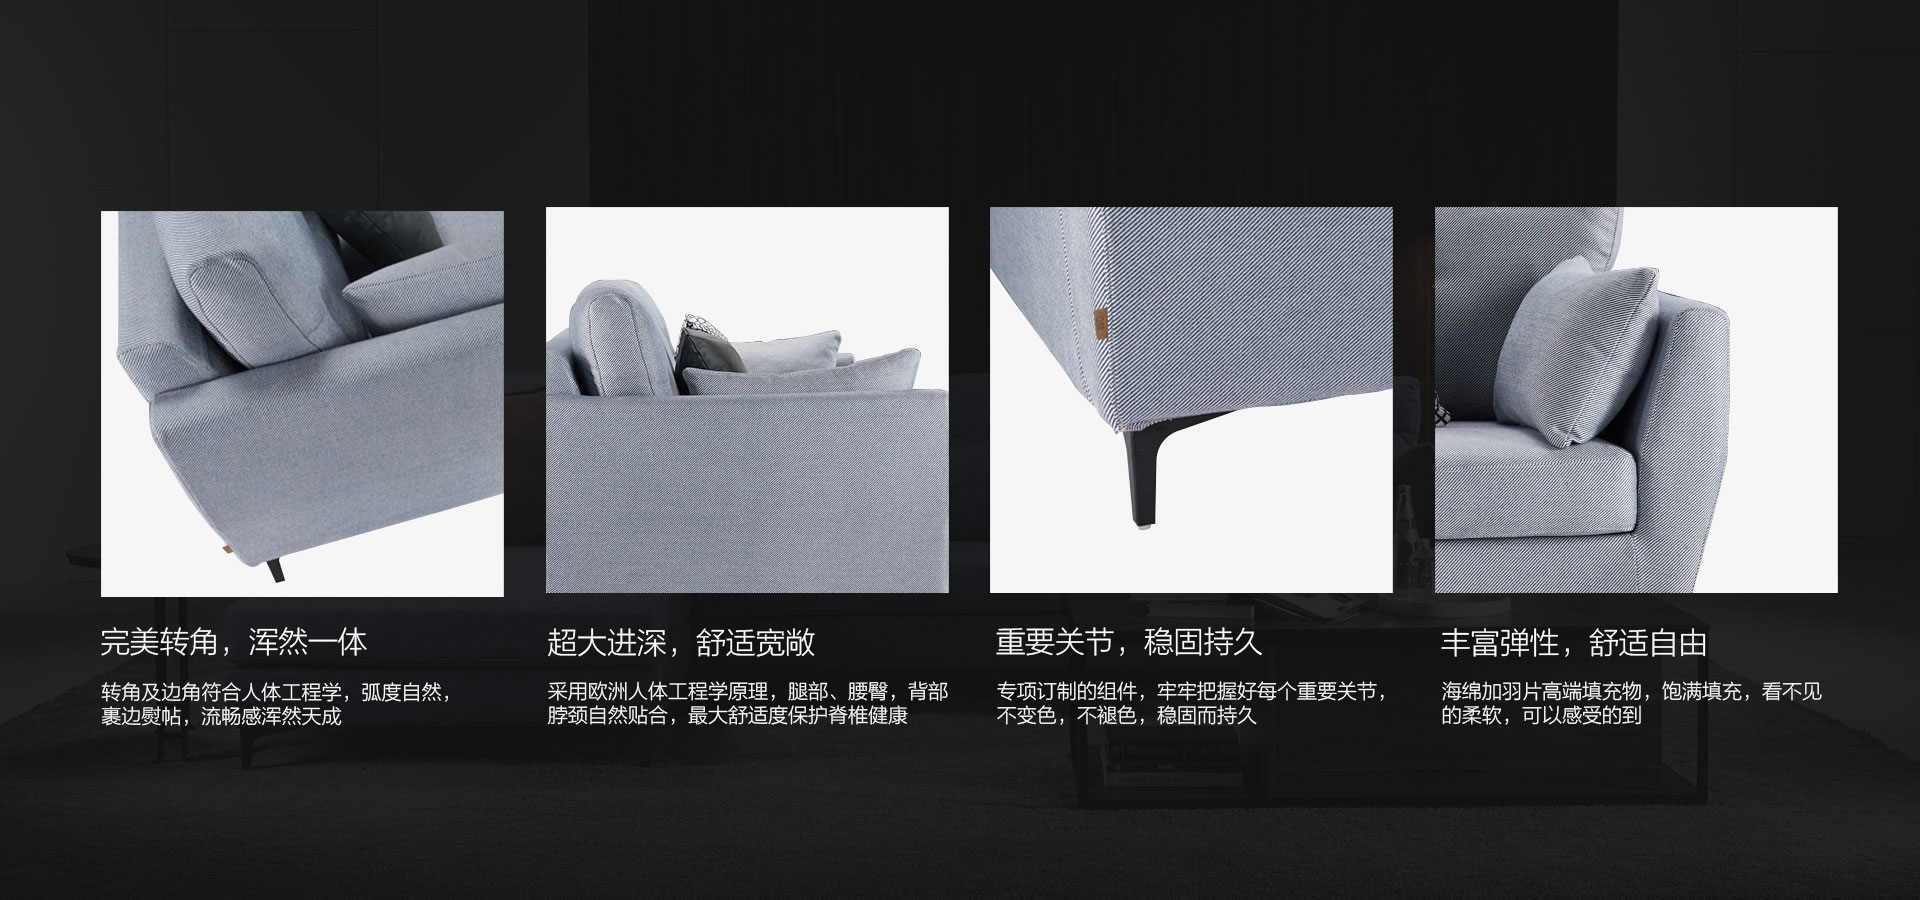 完美转角，浑然一体
转角及边角符合人体工程学，弧度自然，
裹边熨帖，流畅感浑然天成
超大进深，舒适宽敞
采用欧洲人体工程学原理，腿部、腰臀，背部
脖颈自然贴合，最大舒适度保护脊椎健康
重要关节，稳固持久
专项订制的组件，牢牢把握好每个重要关节，
不变色，不褪色，稳固而持久
丰富弹性，舒适自由
海绵加羽片高端填充物，饱满填充，看不见
的柔软，可以感受的到
Britannica